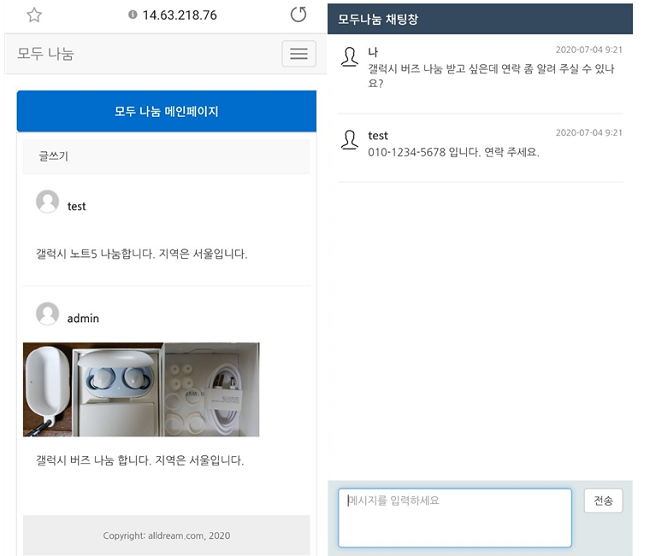 14.63.218.76
모두 나눔
모두 나눔 메인페이지
글쓰기
test
갤럭시 노트5 나눔합니다. 지역은 서울입니다.
admin
갤럭시 버즈 나눔 합니다. 지역은 서울입니다.
Copyright: alldream.com, 2020
모두나눔 채팅창
나
2020-07-04 9:21
갤럭시 버즈 나눔 받고 싶은데 연락 좀 알려 주실 수 있나
요?
test
2020-07-04 9:21
010-1234-5678 입니다. 연락 주세요.
메시지를 입력하세요
전송